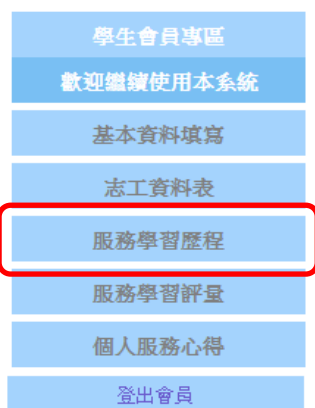 學生會員專區
歡迎繼續使用本系統
基本資料填寫
志工資料表
服務學習歷程
服務學習評量
個人服務心得
登出會員